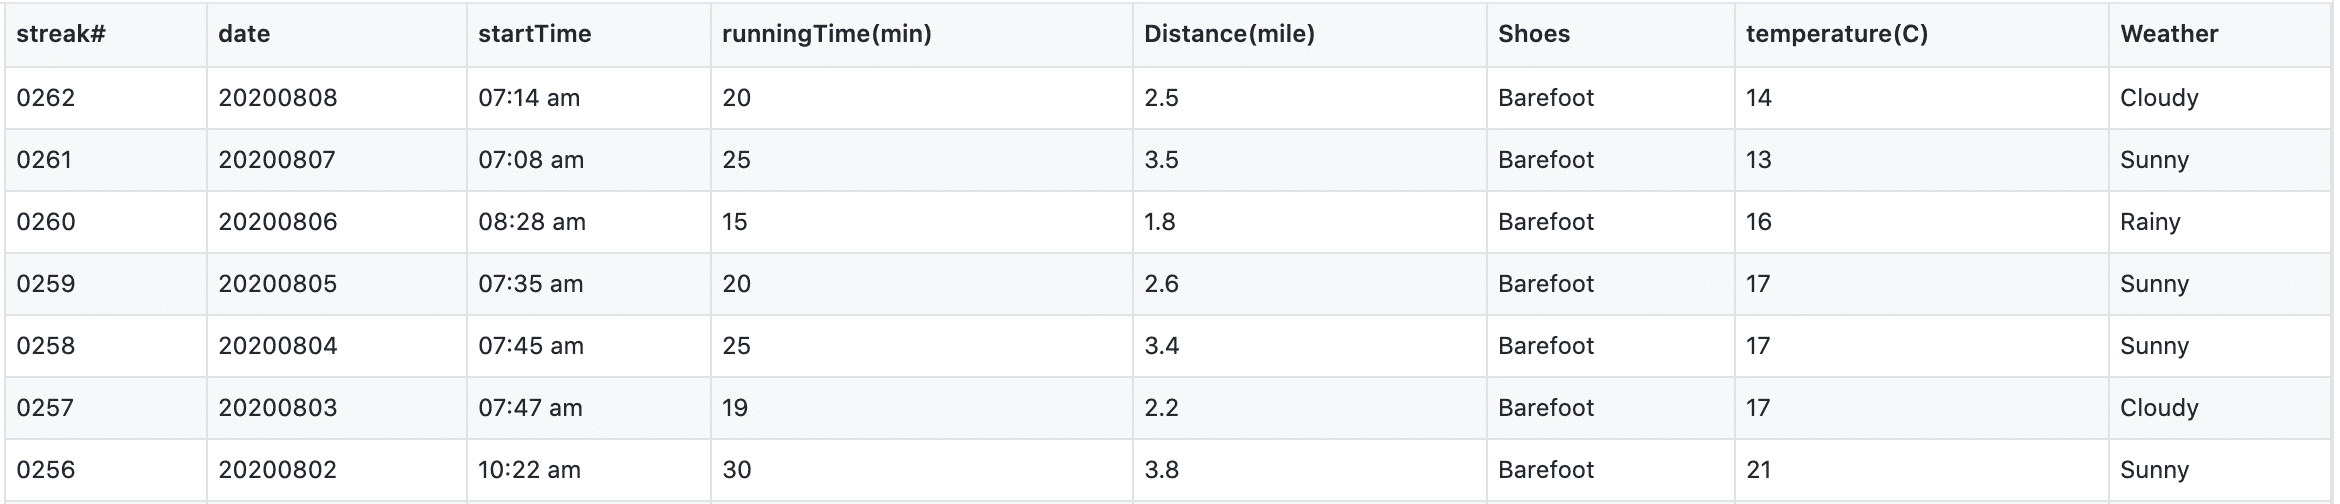 streak# date startTime runningTime(min) Distance(mile) Shoes temperature(C) Weather
0262 20200808 07:14 am 20 2.5 Barefoot 14 Cloudy
0261 20200807 07:08 am 25 3.5 Barefoot 13 Sunny
0260 20200806 08:28 am 15 1.8 Barefoot 16 Rainy
0259 20200805 07:35 am 20 2.6 Barefoot 17 Sunny
0258 20200804 07:45 am 25 3.4 Barefoot 17 Sunny
0257 20200803 07:47 am 19 2.2 Barefoot 17 Cloudy
0256 20200802 10:22 am 30 3.8 Barefoot 21 Sunny